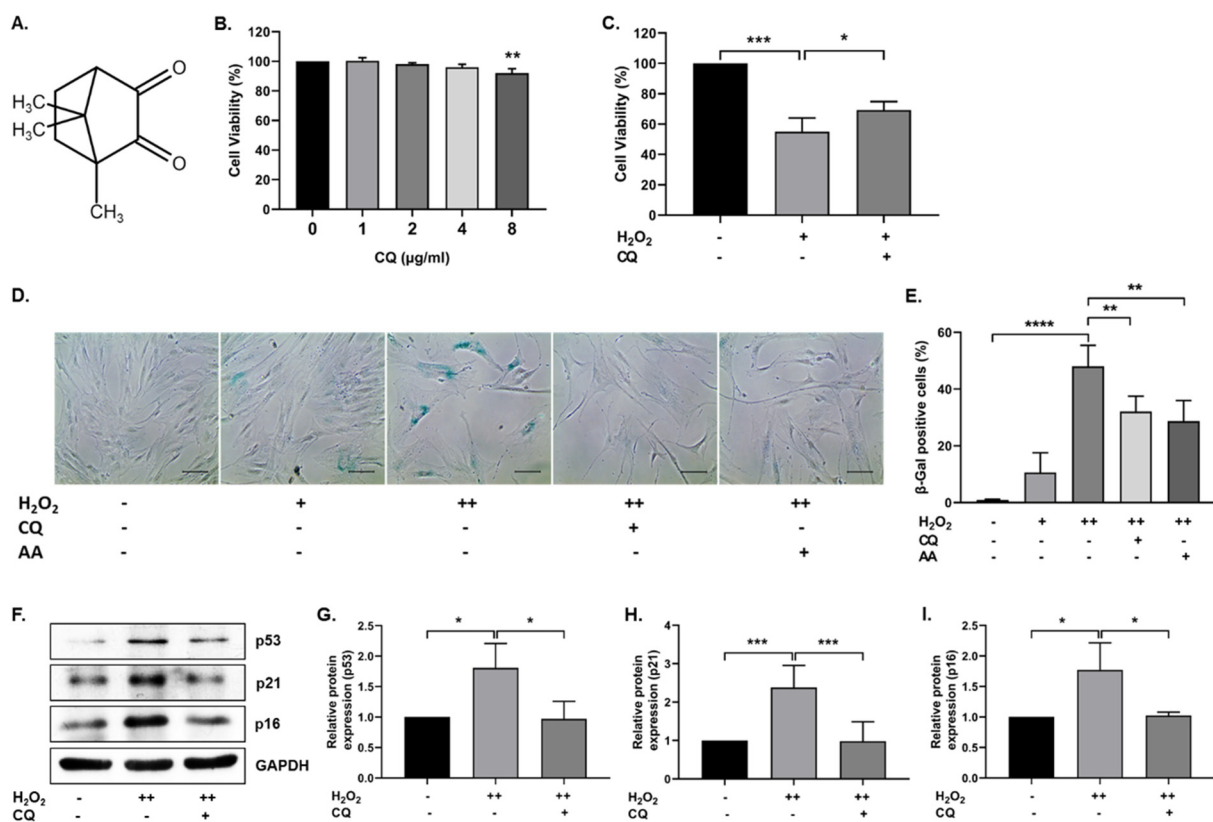 A.
O
H₃C
H₃C
O
CH₃
B.
Cell Viability (%)
120
100
80
60
40
20
0
**
0 1 2 4 8
CQ (µg/ml)
C.
Cell Viability (%)
120
100
80
60
40
20
0
*** *
H₂O₂ - + +
CQ - - +
D.
H₂O₂ - + ++ ++ ++
CQ - - - + -
AA - - - - +
E.
β-Gal positive cells (%)
60
40
20
0
**
**
****
H₂O₂ - + ++ ++ ++
CQ - - - + -
AA - - - - +
F.
p53
p21
p16
GAPDH
H₂O₂ - ++ ++
CQ - - +
G.
Relative protein
expression (p53)
2.5
2.0
1.5
1.0
0.5
0.0
* *
H₂O₂ - ++ ++
CQ - - +
H.
Relative protein
expression (p21)
4
3
2
1
0
*** ***
H₂O₂ - ++ ++
CQ - - +
I.
Relative protein
expression (p16)
2.5
2.0
1.5
1.0
0.5
0.0
* *
H₂O₂ - ++ ++
CQ - - +